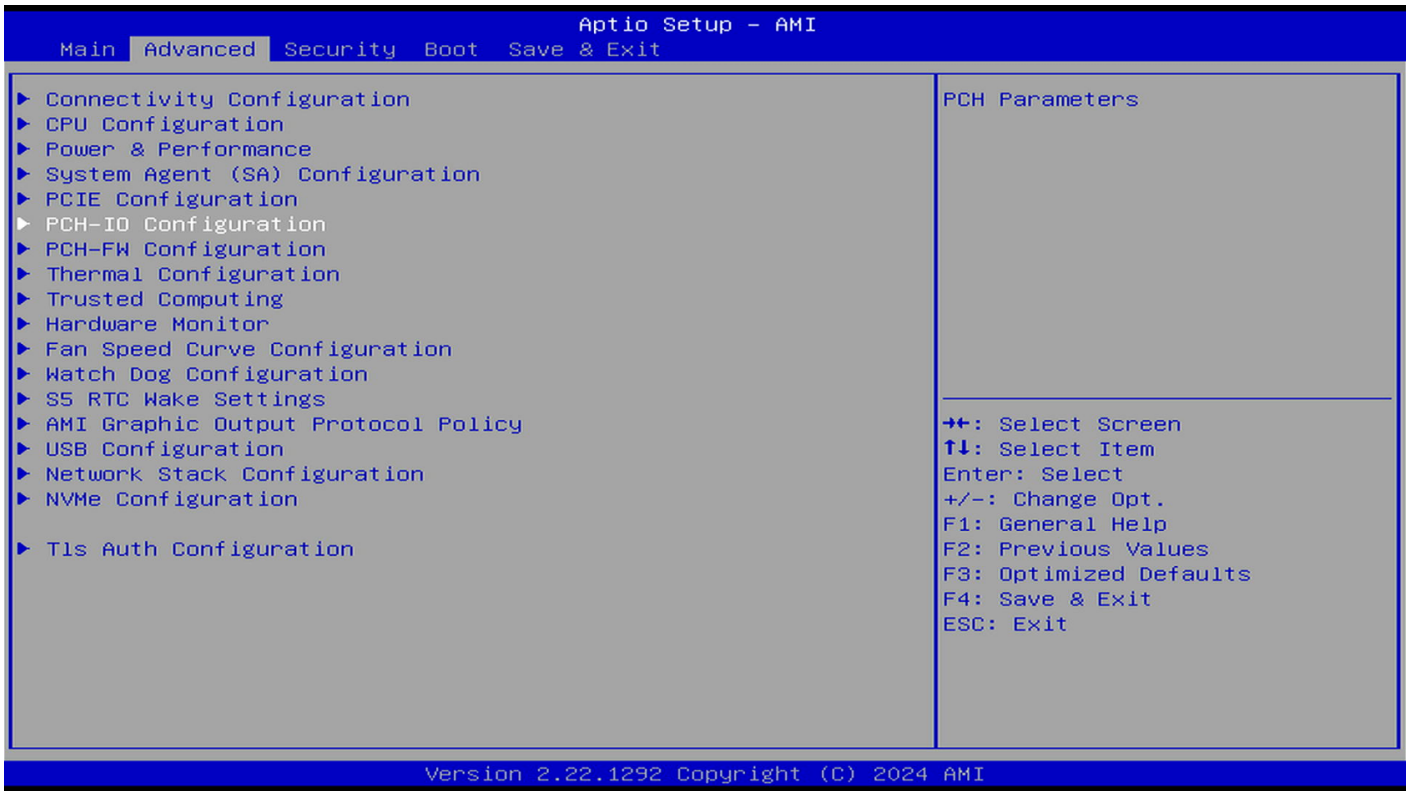 Aptio Setup – AMI
Main Advanced Security Boot Save & Exit
▶ Connectivity Configuration
▶ CPU Configuration
▶ Power & Performance
▶ System Agent (SA) Configuration
▶ PCIE Configuration
▶ PCH-IO Configuration
▶ PCH-FW Configuration
▶ Thermal Configuration
▶ Trusted Computing
▶ Hardware Monitor
▶ Fan Speed Curve Configuration
▶ Watch Dog Configuration
▶ S5 RTC Wake Settings
▶ AMI Graphic Output Protocol Policy
▶ USB Configuration
▶ Network Stack Configuration
▶ NVMe Configuration
▶ Tls Auth Configuration
PCH Parameters
→←: Select Screen
↑↓: Select Item
Enter: Select
+/-: Change Opt.
F1: General Help
F2: Previous Values
F3: Optimized Defaults
F4: Save & Exit
ESC: Exit
Version 2.22.1292 Copyright (C) 2024 AMI